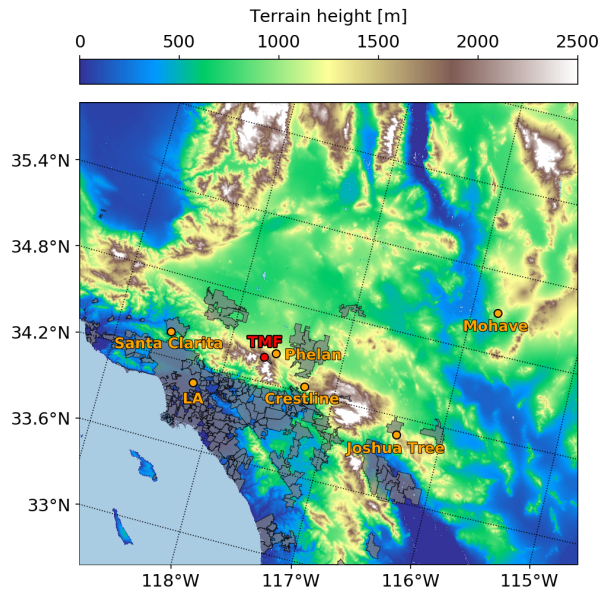 Terrain height [m]
0 500 1000 1500 2000 2500
35.4°N
34.8°N
34.2°N
33.6°N
33°N
Mohave
Santa Clarita
TMF
Phelan
LA
Crestline
Joshua Tree
118°W 117°W 116°W 115°W